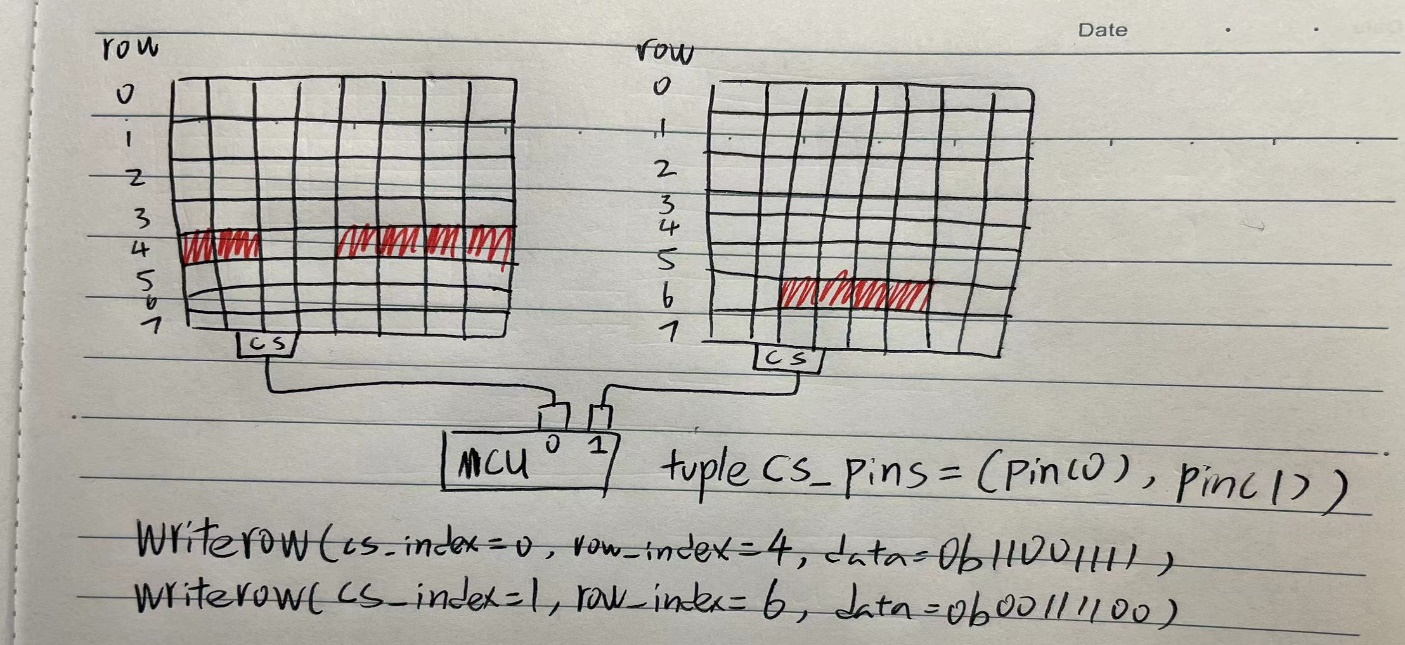 Date
row
0
1
2
3
4
5
6
7
CS
row
0
1
2
3
4
5
6
7
CS
MCU 0 1
tuple CS_pins = (Pin(0), pin(1))
Writerow(cs_index=0, row_index=4, data=0b11001111)
Writerow(cs_index=1, row_index=6, data=0b00111100)